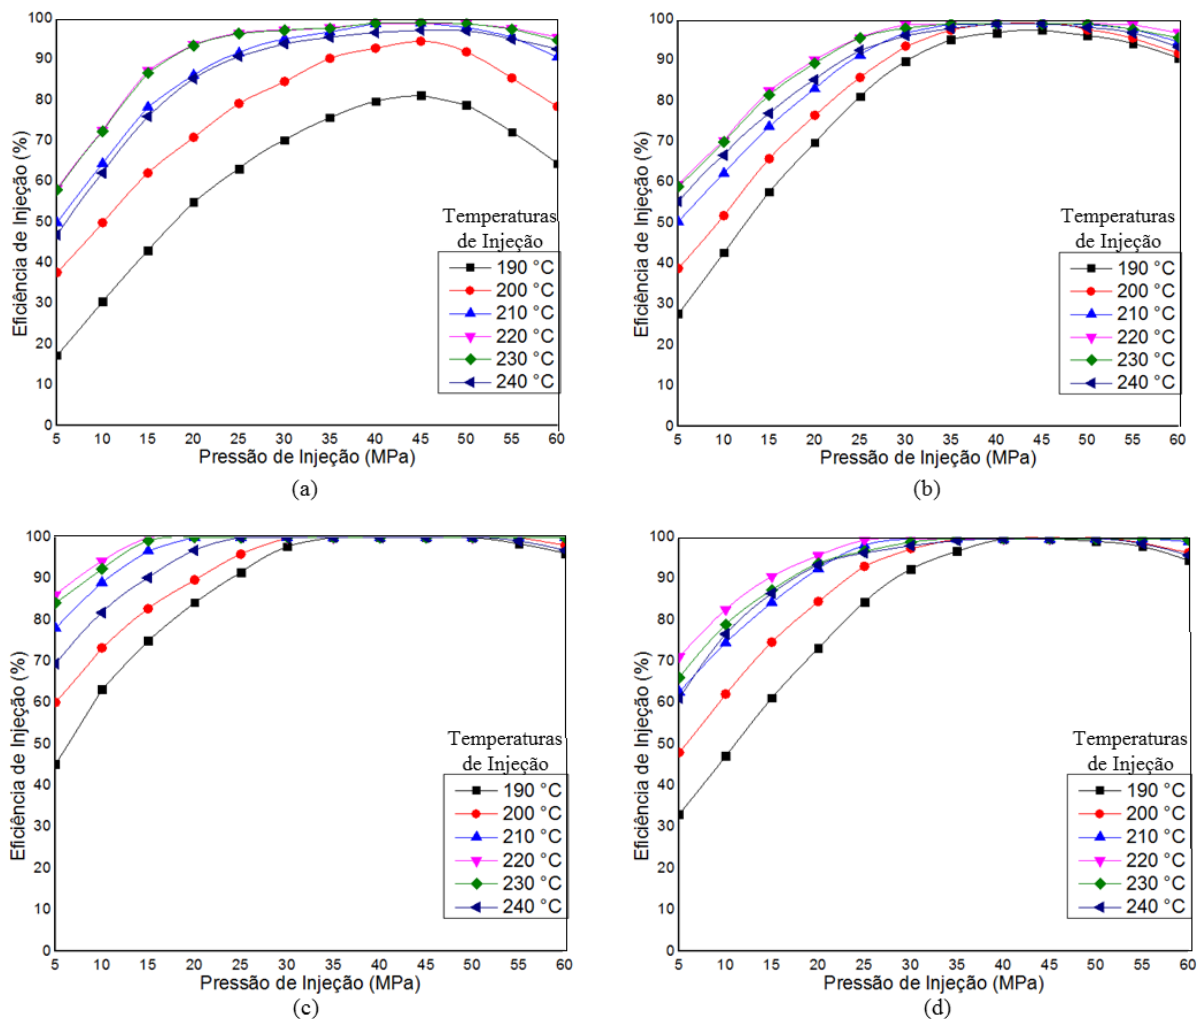 100
90
80
70
60
50
40
30
20
10
0
Eficiência de Injeção (%)
Temperaturas
de Injeção
190 °C
200 °C
210 °C
220 °C
230 °C
240 °C
5 10 15 20 25 30 35 40 45 50 55 60
Pressão de Injeção (MPa)
(a)
100
90
80
70
60
50
40
30
20
10
0
Eficiência de Injeção (%)
Temperaturas
de Injeção
190 °C
200 °C
210 °C
220 °C
230 °C
240 °C
5 10 15 20 25 30 35 40 45 50 55 60
Pressão de Injeção (MPa)
(b)
100
90
80
70
60
50
40
30
20
10
0
Eficiência de Injeção (%)
Temperaturas
de Injeção
190 °C
200 °C
210 °C
220 °C
230 °C
240 °C
5 10 15 20 25 30 35 40 45 50 55 60
Pressão de Injeção (MPa)
(c)
100
90
80
70
60
50
40
30
20
10
0
Eficiência de Injeção (%)
Temperaturas
de Injeção
190 °C
200 °C
210 °C
220 °C
230 °C
240 °C
5 10 15 20 25 30 35 40 45 50 55 60
Pressão de Injeção (MPa)
(d)